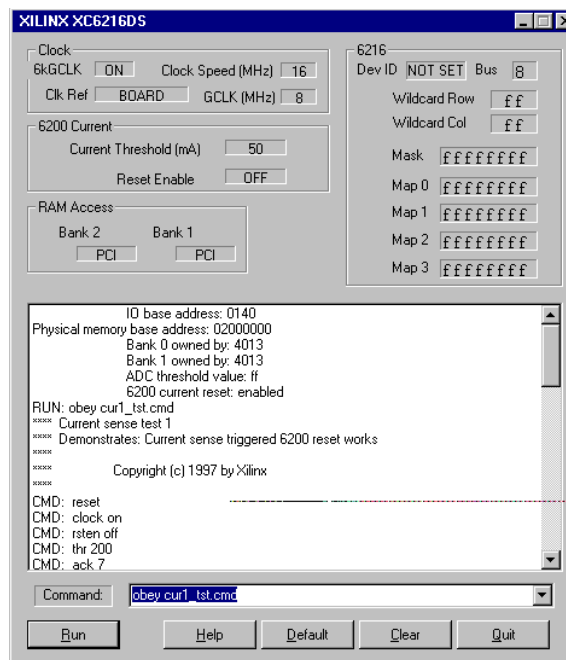 XILINX XC6216DS
Clock
6kGCLK ON Clock Speed (MHz) 16
Clk Ref BOARD GCLK (MHz) 8
6200 Current
Current Threshold (mA) 50
Reset Enable OFF
RAM Access
Bank 2 Bank 1
PCI PCI
6216
Dev ID NOT SET Bus 8
Wildcard Row ff
Wildcard Col ff
Mask ffffffff
Map 0 ffffffff
Map 1 ffffffff
Map 2 ffffffff
Map 3 ffffffff
IO base address: 0140
Physical memory base address: 02000000
Bank 0 owned by: 4013
Bank 1 owned by: 4013
ADC threshold value: ff
6200 current reset: enabled
RUN: obey cur1_tst.cmd
**** Current sense test 1
**** Demonstrates: Current sense triggered 6200 reset works
****
**** Copyright (c) 1997 by Xilinx
****
CMD: reset
CMD: clock on
CMD: rsten off
CMD: thr 200
CMD: ack 7
Command: obey cur1_tst.cmd
Run Help Default Clear Quit